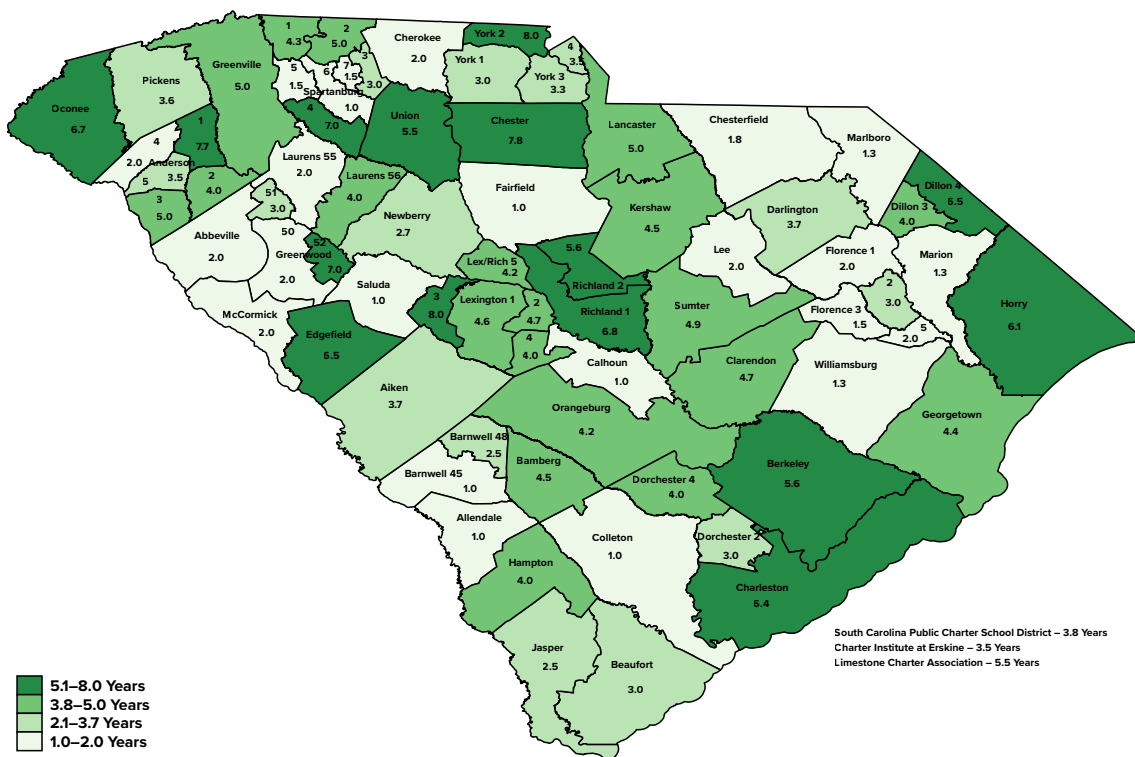 1
4.3
2
5.0
Cherokee
2.0
York 2 8.0
4
3.5
Greenville
5.0
5
1.5
6
7
1.5
3
3.0
York 1
3.0
York 3
3.3
Pickens
3.6
Spartanburg
1.0
Oconee
6.7
4
7.0
Union
5.5
Chester
7.8
Lancaster
5.0
Chesterfield
1.8
Marlboro
1.3
1
7.7
4
2.0
Anderson
3.5
5
2
4.0
3
5.0
Laurens 55
2.0
Laurens 56
4.0
51
3.0
Fairfield
1.0
Kershaw
4.5
Darlington
3.7
Dillon 4
6.5
Dillon 3
4.0
Newberry
2.7
Abbeville
2.0
50
Greenwood
2.0
52
7.0
Lee
2.0
Florence 1
2.0
Marion
1.3
5.6
Richland 2
Lex/Rich 5
4.2
Saluda
1.0
3
8.0
Lexington 1
4.6
2
4.7
Richland 1
6.8
Sumter
4.9
2
3.0
Florence 3
1.5
5
2.0
Horry
6.1
McCormick
2.0
Edgefield
6.5
4
4.0
Calhoun
1.0
Clarendon
4.7
Williamsburg
1.3
Aiken
3.7
Orangeburg
4.2
Georgetown
4.4
Barnwell 48
2.5
Bamberg
4.5
Barnwell 45
1.0
Dorchester 4
4.0
Berkeley
5.6
Allendale
1.0
Colleton
1.0
Dorchester 2
3.0
Hampton
4.0
Charleston
6.4
Jasper
2.5
Beaufort
3.0
South Carolina Public Charter School District – 3.8 Years
Charter Institute at Erskine – 3.5 Years
Limestone Charter Association – 5.5 Years
5.1–8.0 Years
3.8–5.0 Years
2.1–3.7 Years
1.0–2.0 Years